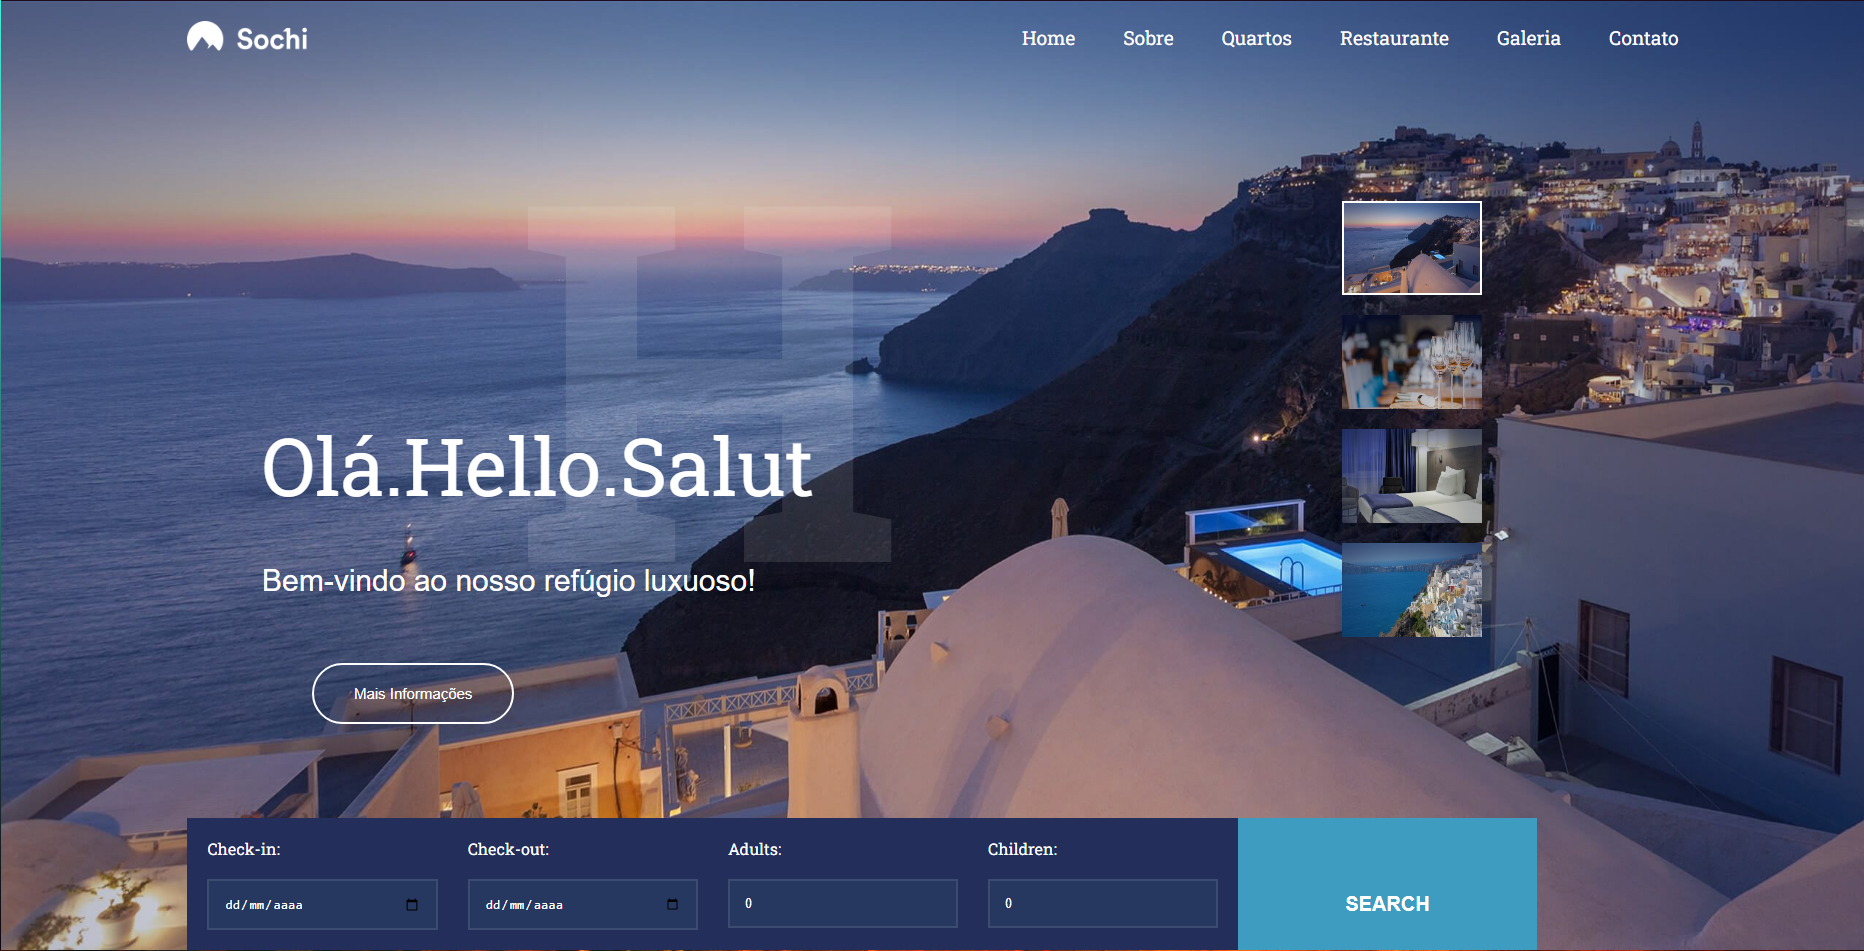 Sochi
Home Sobre Quartos Restaurante Galeria Contato
H
Olá.Hello.Salut
Bem-vindo ao nosso refúgio luxuoso!
Mais Informações
Check-in: Check-out: Adults: Children:
dd/mm/aaaa dd/mm/aaaa 0 0
SEARCH